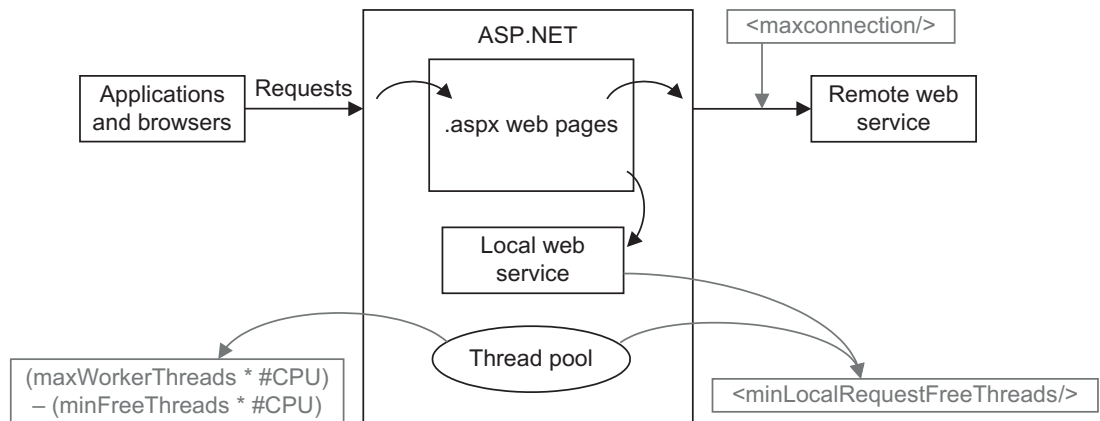 ASP.NET
<maxconnection/>
Applications
and browsers
Requests
.aspx web pages
Remote web
service
Local web
service
Thread pool
(maxWorkerThreads * #CPU)
– (minFreeThreads * #CPU)
<minLocalRequestFreeThreads/>